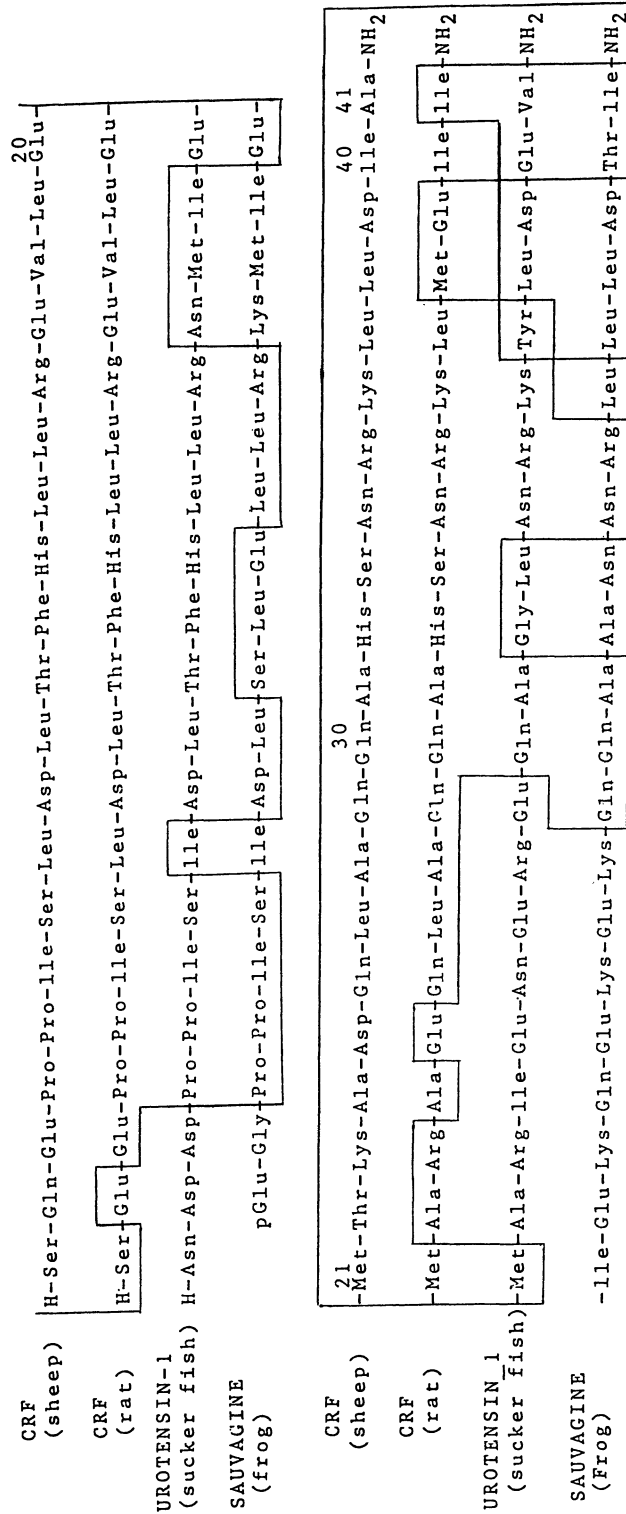 20
CRF H-Ser-Gln-Glu-Pro-Pro-Ile-Ser-Leu-Asp-Leu-Thr-Phe-His-Leu-Leu-Arg-Glu-Val-Leu-Glu-
(sheep)
CRF H-Ser-Glu-Glu-Pro-Pro-Ile-Ser-Leu-Asp-Leu-Thr-Phe-His-Leu-Leu-Arg-Glu-Val-Leu-Glu-
(rat)
UROTENSIN-1
(sucker fish) H-Asn-Asp-Asp-Pro-Pro-Ile-Ser-Ile-Asp-Leu-Thr-Phe-His-Leu-Leu-Arg-Asn-Met-Ile-Glu-
SAUVAGINE pGlu-Gly-Pro-Pro-Ile-Ser-Ile-Asp-Leu-Ser-Leu-Glu-Leu-Leu-Arg-Lys-Met-Ile-Glu-
(frog)
21 30 40 41
CRF -Met-Thr-Lys-Ala-Asp-Gln-Leu-Ala-Gln-Gln-Ala-His-Ser-Asn-Arg-Lys-Leu-Leu-Asp-Ile-Ala-NH2
(sheep)
CRF -Met-Ala-Arg-Ala-Glu-Gln-Leu-Ala-Gln-Gln-Ala-His-Ser-Asn-Arg-Lys-Leu-Met-Glu-Ile-Ile-NH2
(rat)
UROTENSIN-1 -Met-Ala-Arg-Ile-Glu-Asn-Glu-Arg-Glu-Gln-Ala-Gly-Leu-Asn-Arg-Lys-Tyr-Leu-Asp-Glu-Val-NH2
(sucker fish)
SAUVAGINE -Ile-Glu-Lys-Gln-Glu-Lys-Glu-Lys-Gln-Gln-Ala-Ala-Asn-Asn-Arg-Leu-Leu-Leu-Asp-Thr-Ile-NH2
(Frog)